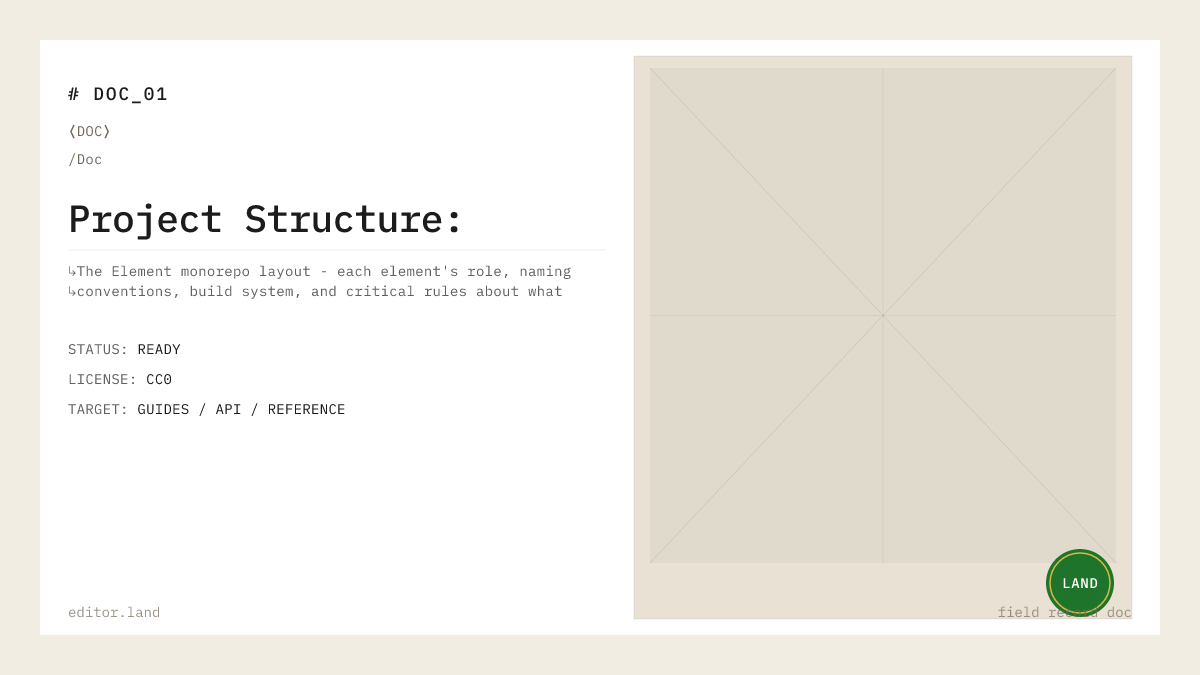 # DOC_01
⟨DOC⟩
/Doc
Project Structure:
↳The Element monorepo layout - each element's role, naming
↳conventions, build system, and critical rules about what
STATUS: READY
LICENSE: CC0
TARGET: GUIDES / API / REFERENCE
LAND
editor.land
field record doc